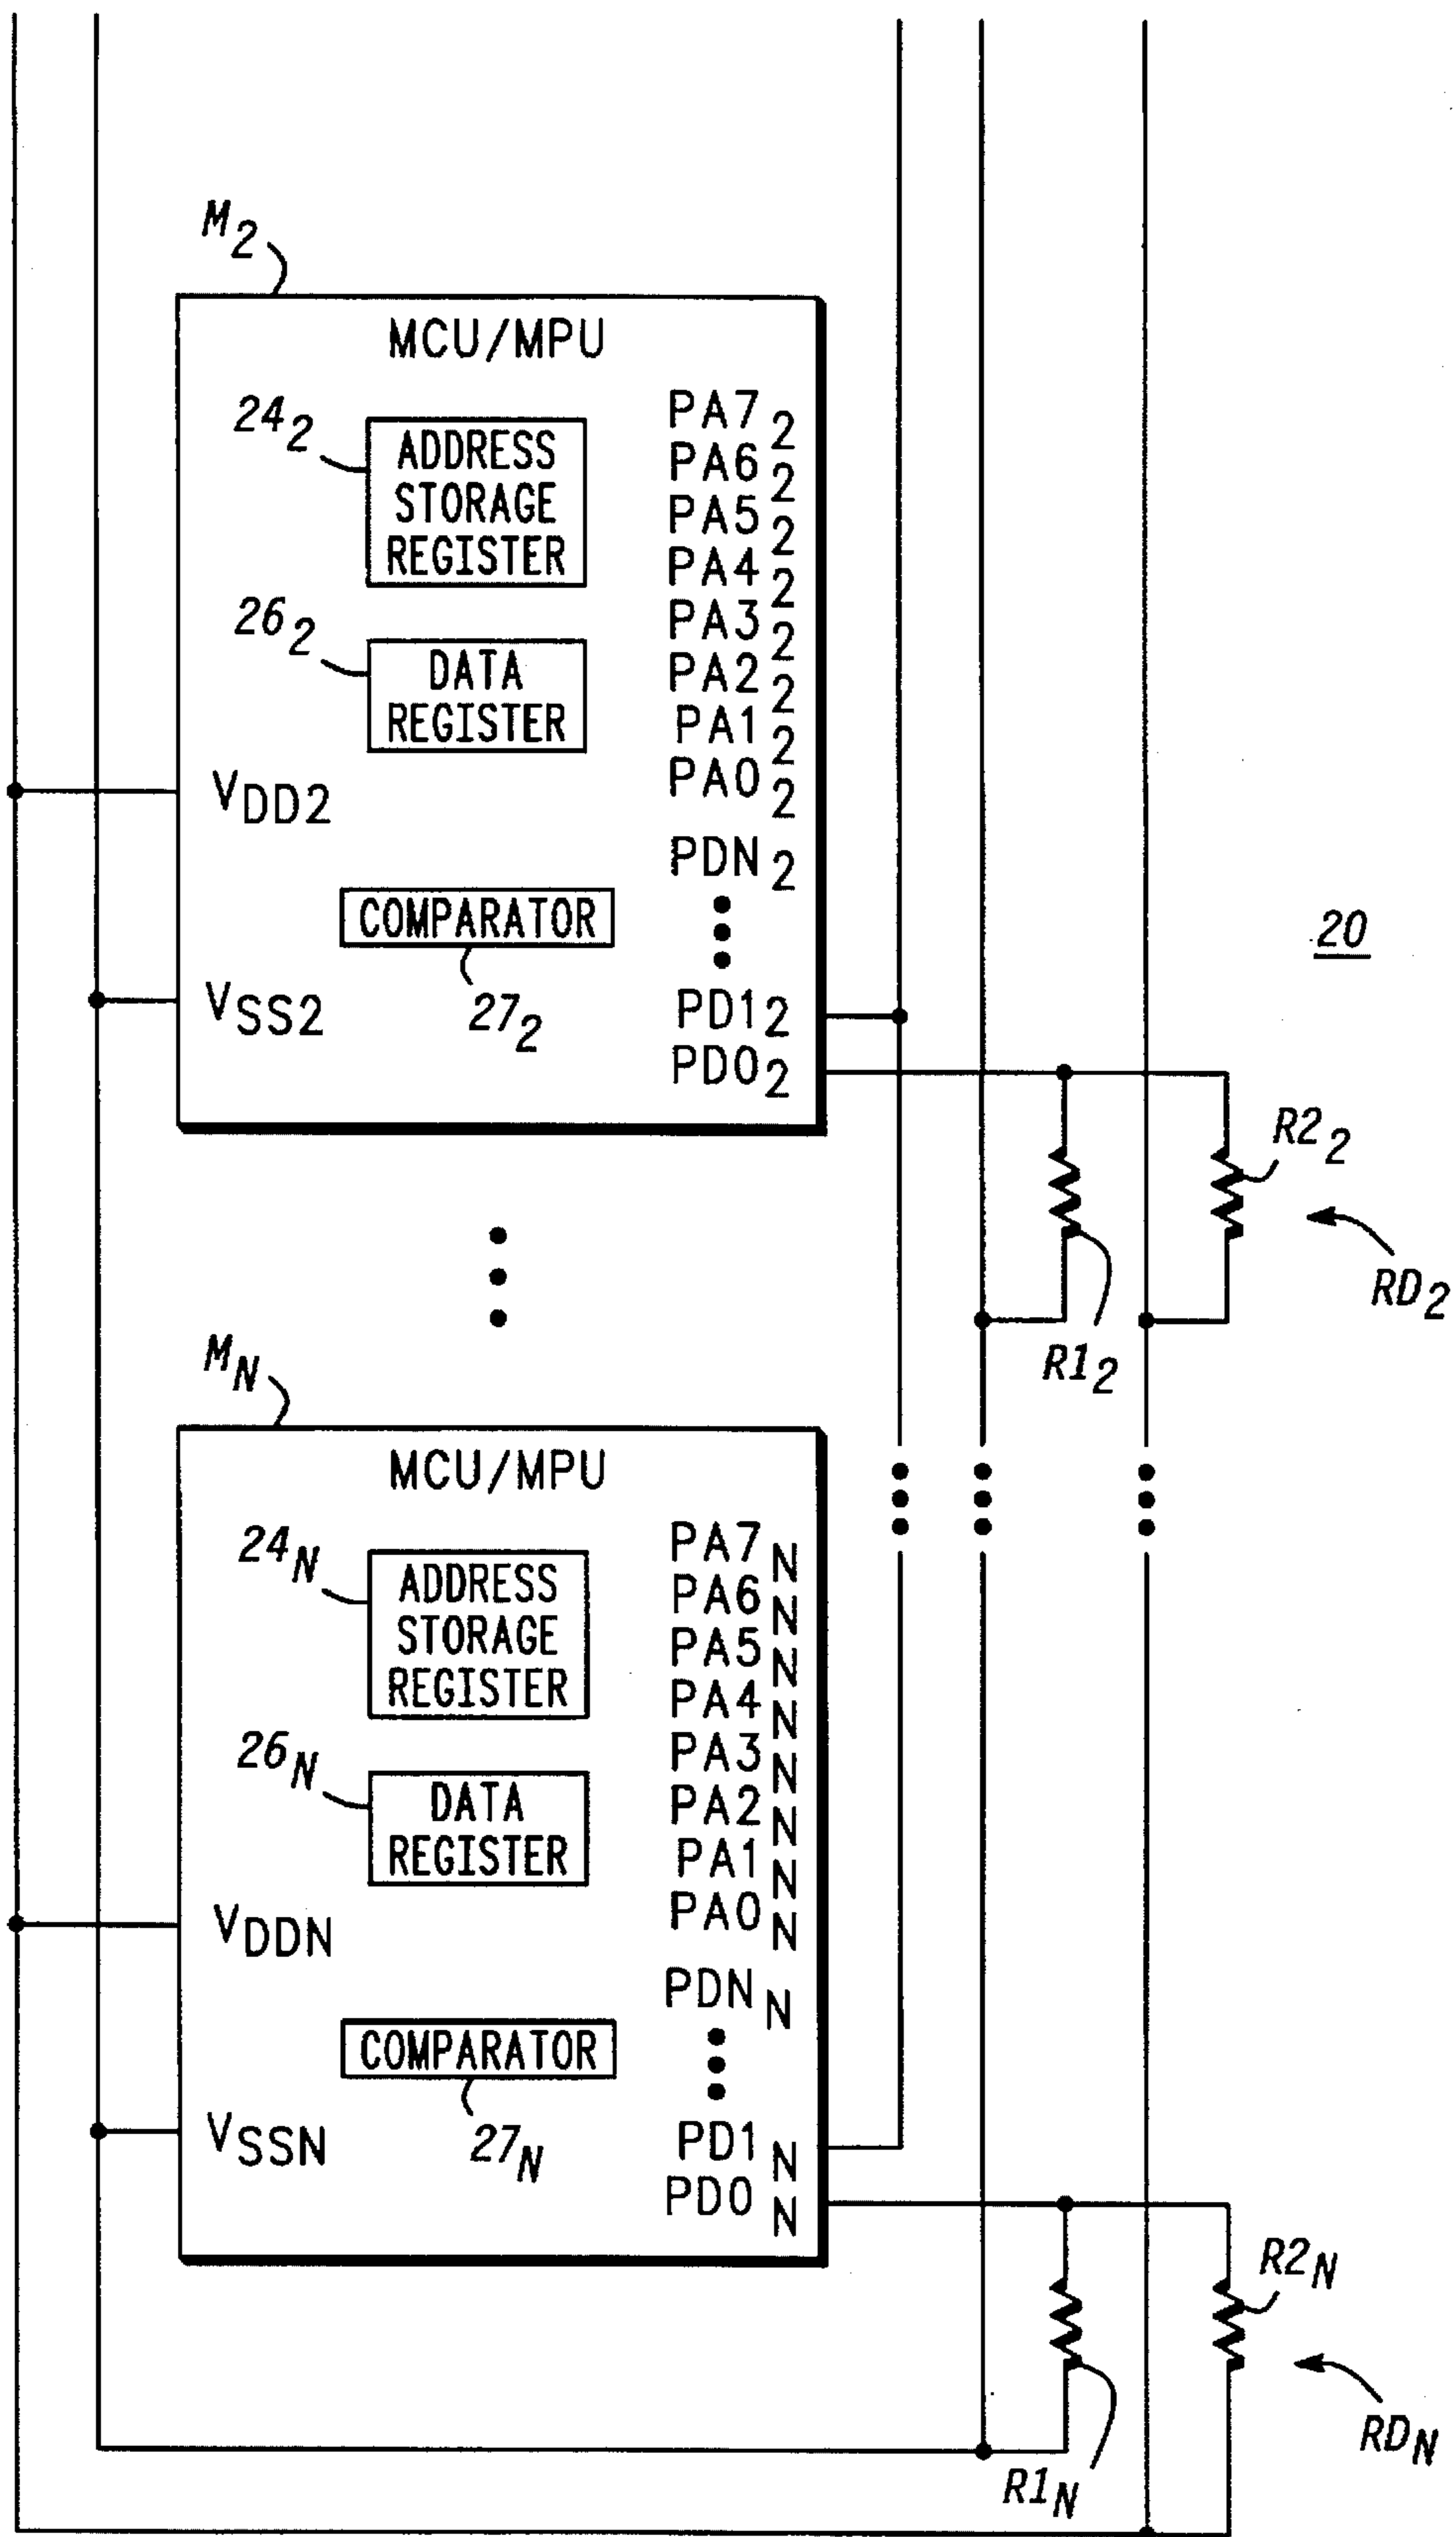 M2
MCU/MPU
242
ADDRESS
STORAGE
REGISTER
262
DATA
REGISTER
VDD2
COMPARATOR
272
VSS2
PA72
PA62
PA52
PA42
PA32
PA22
PA12
PA02
PDN2
PD12
PD02
20
R22
R12
RD2
MN
MCU/MPU
24N
ADDRESS
STORAGE
REGISTER
26N
DATA
REGISTER
VDDN
COMPARATOR
27N
VSSN
PA7N
PA6N
PA5N
PA4N
PA3N
PA2N
PA1N
PA0N
PDNN
PD1N
PD0N
R2N
R1N
RDN